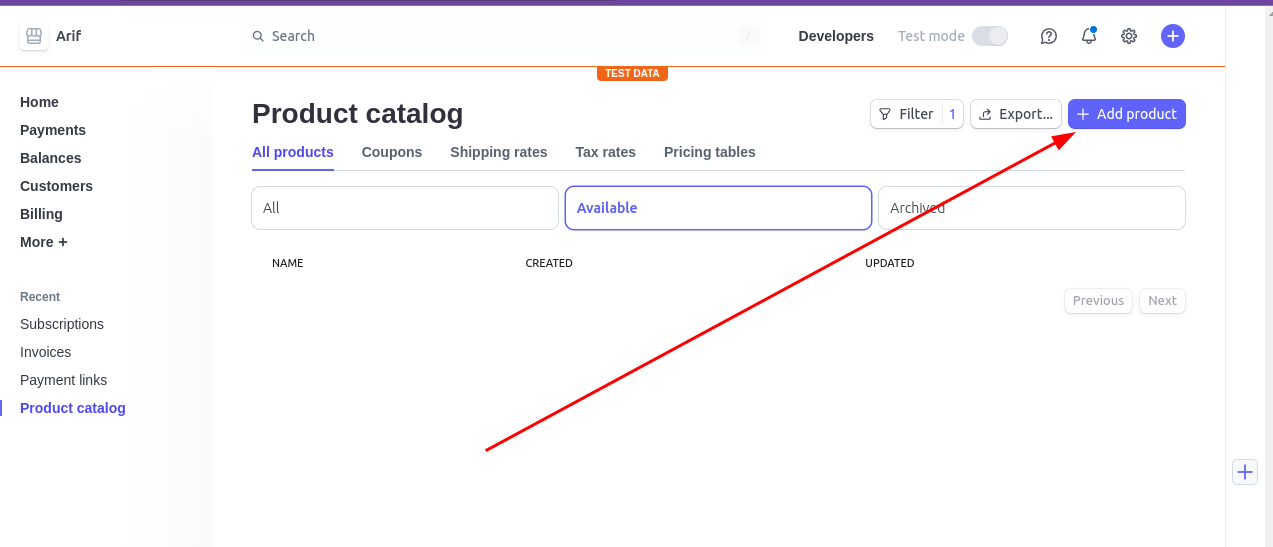 Arif
Search
/
Developers
Test mode
TEST DATA
Home
Payments
Balances
Customers
Billing
More +
Recent
Subscriptions
Invoices
Payment links
Product catalog
Product catalog
Filter 1
Export...
+ Add product
All products Coupons Shipping rates Tax rates Pricing tables
All
Available
Archived
NAME CREATED UPDATED
Previous Next